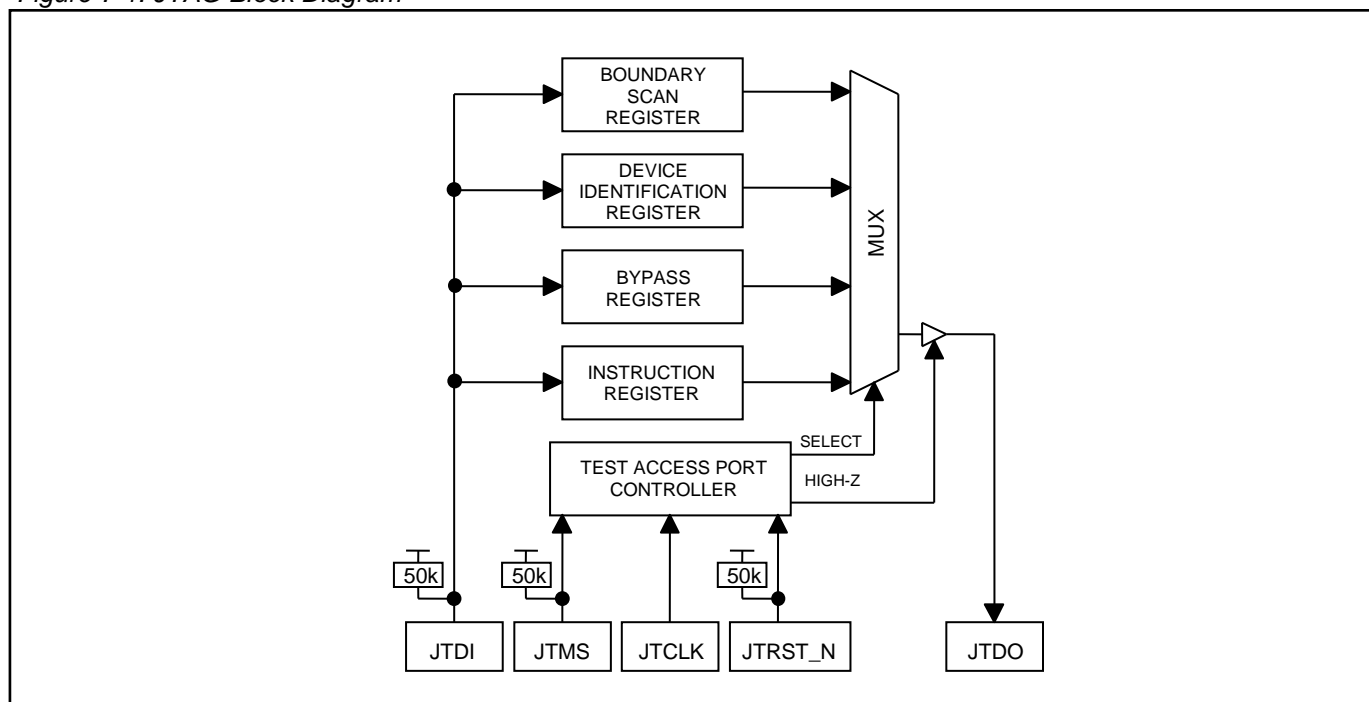 BOUNDARY
SCAN
REGISTER
DEVICE
IDENTIFICATION
REGISTER
BYPASS
REGISTER
INSTRUCTION
REGISTER
MUX
SELECT
TEST ACCESS PORT
CONTROLLER
HIGH-Z
50k
50k
50k
JTDI
JTMS
JTCLK
JTRST_N
JTDO